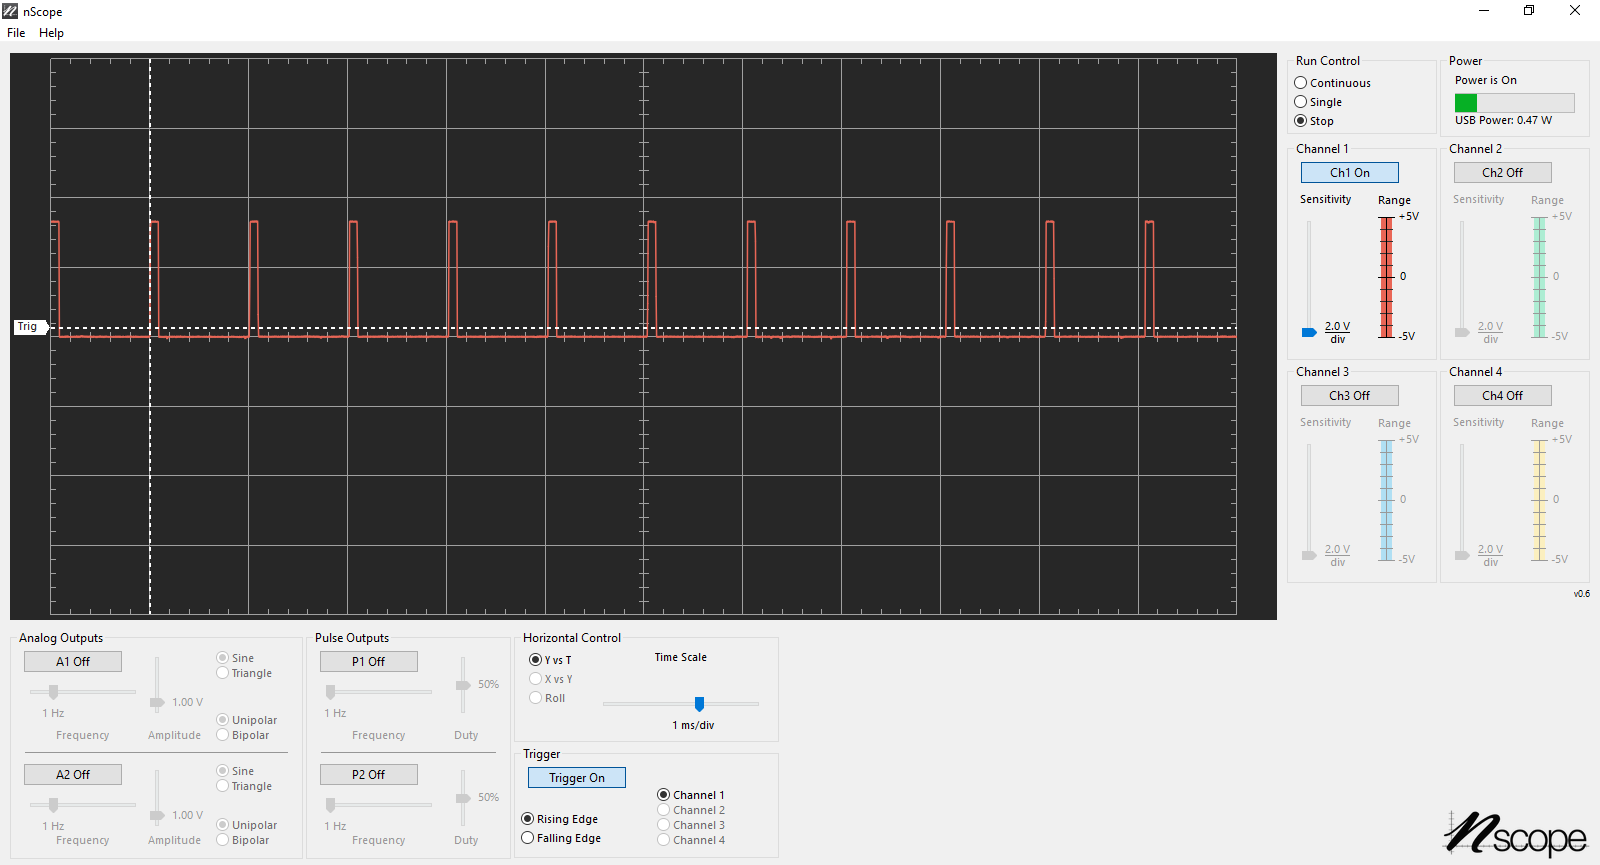 nScope
File Help
Trig
Run Control
Continuous
Single
Stop
Power
Power is On
USB Power: 0.47 W
Channel 1
Ch1 On
Sensitivity
Range
+5V
0
-5V
2.0 V
div
Channel 2
Ch2 Off
Sensitivity
Range
+5V
0
-5V
2.0 V
div
Channel 3
Ch3 Off
Sensitivity
Range
+5V
0
-5V
2.0 V
div
Channel 4
Ch4 Off
Sensitivity
Range
+5V
0
-5V
2.0 V
div
v0.6
Analog Outputs
A1 Off
Sine
Triangle
1.00 V
1 Hz
Unipolar
Bipolar
Frequency
Amplitude
A2 Off
Sine
Triangle
1.00 V
1 Hz
Unipolar
Bipolar
Frequency
Amplitude
Pulse Outputs
P1 Off
50%
1 Hz
Frequency
Duty
P2 Off
50%
1 Hz
Frequency
Duty
Horizontal Control
Y vs T
X vs Y
Roll
Time Scale
1 ms/div
Trigger
Trigger On
Rising Edge
Falling Edge
Channel 1
Channel 2
Channel 3
Channel 4
nscope